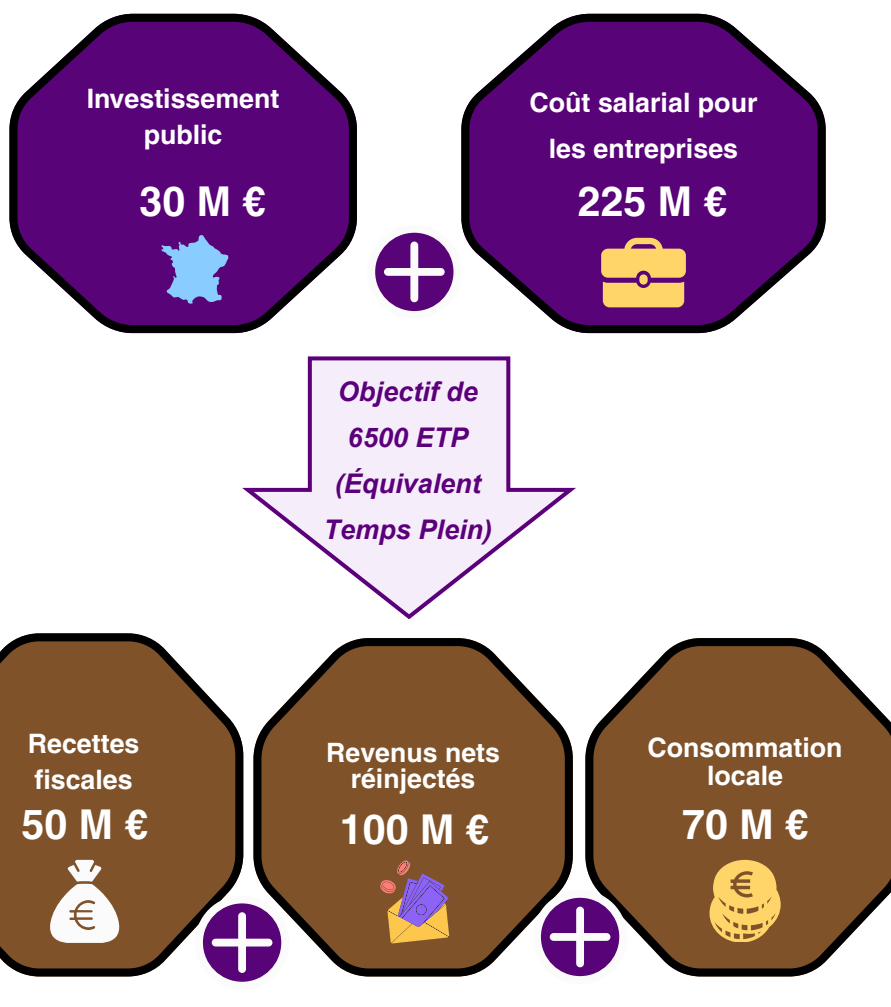 Investissement
public
30 M €
Coût salarial pour
les entreprises
225 M €
Objectif de
6500 ETP
(Équivalent
Temps Plein)
Recettes
fiscales
50 M €
€
Revenus nets
réinjectés
100 M €
Consommation
locale
70 M €
€